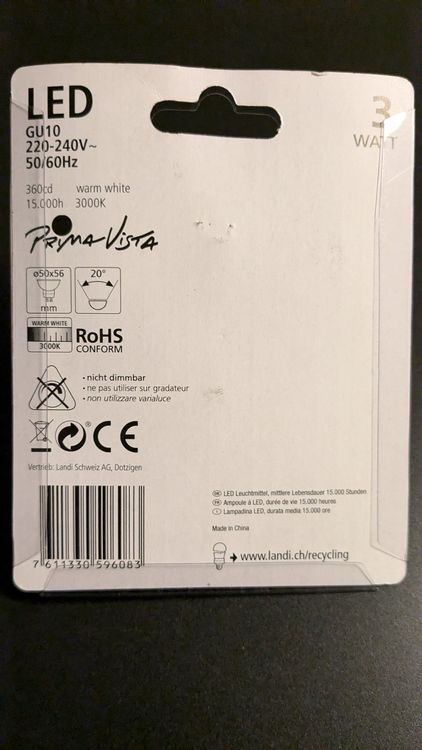 LED
3
WATT
GU10
220-240V~
50/60Hz
360cd warm white
15.000h 3000K
PRIMA VISTA
ø50x56
mm
20°
WARM WHITE
3000K
RoHS
CONFORM
• nicht dimmbar
• ne pas utiliser sur gradateur
• non utilizzare varialuce
CE
Vertrieb: Landi Schweiz AG, Dotzigen
DE LED Leuchtmittel, mittlere Lebensdauer 15.000 Stunden
FR Ampoule à LED, durée de vie 15.000 heures
I Lampadina LED, durata media 15.000 ore
Made in China
www.landi.ch/recycling
7 611330 596083